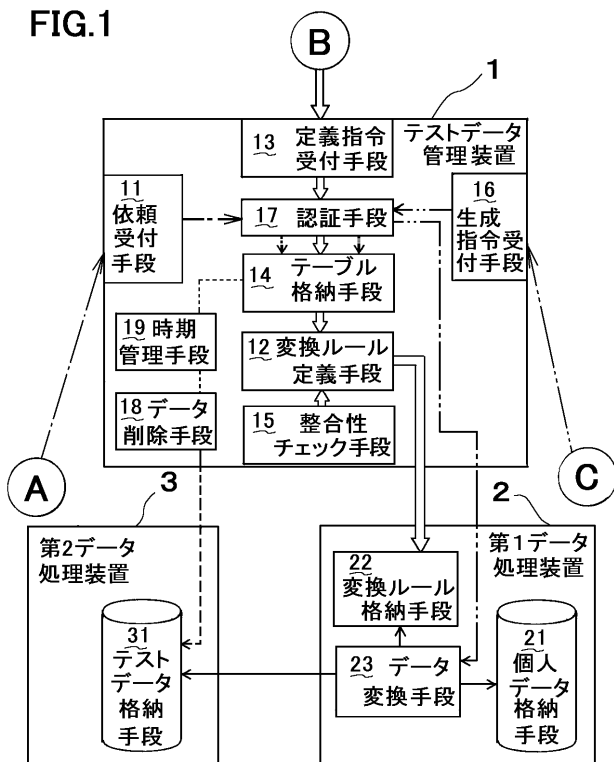 FIG.1
B
1
13 定義指令
受付手段
テストデータ
管理装置
11
依頼
受付
手段
17 認証手段
16
生成
指令受
付手段
14 テーブル
格納手段
19 時期
管理手段
12 変換ルール
定義手段
18 データ
削除手段
15 整合性
チェック手段
A
C
3
2
第2データ
処理装置
第1データ
処理装置
22
変換ルール
格納手段
31
テスト
データ
格納
手段
23 データ
変換手段
21
個人
データ
格納
手段